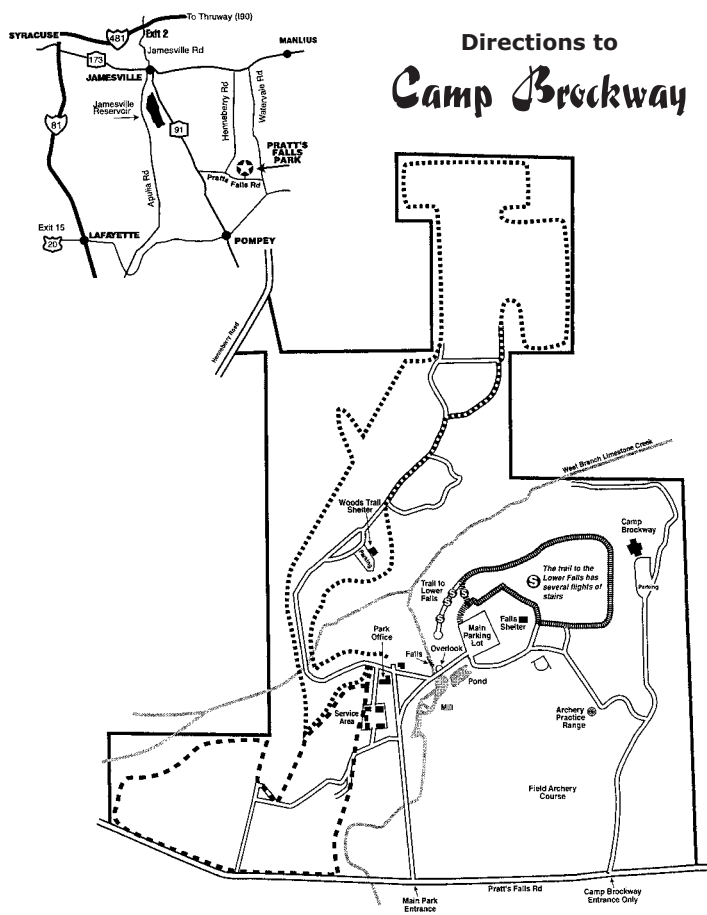 To Thruway (I90)
SYRACUSE
481
Exit 2
Jamesville Rd
MANLIUS
173
JAMESVILLE
Jamesville
Reservoir
Henneberry Rd
Watervale Rd
81
91
PRATT'S
FALLS
PARK
Pratts Falls Rd
Apulia Rd
Exit 15
LAFAYETTE
20
POMPEY
Directions to
Camp Brockway
Henneberry Road
West Branch Limestone Creek
Woods Trail
Shelter
Parking
Camp
Brockway
Parking
S
The trail to the
Lower Falls has
several flights of
stairs
Trail to
Lower
Falls
S
S
S
S
Main
Parking
Lot
Falls
Shelter
Park
Office
Falls
Overlook
Pond
Mill
Service
Area
Archery
Practice
Range
Field Archery
Course
Pratt's Falls Rd
Main Park
Entrance
Camp Brockway
Entrance Only